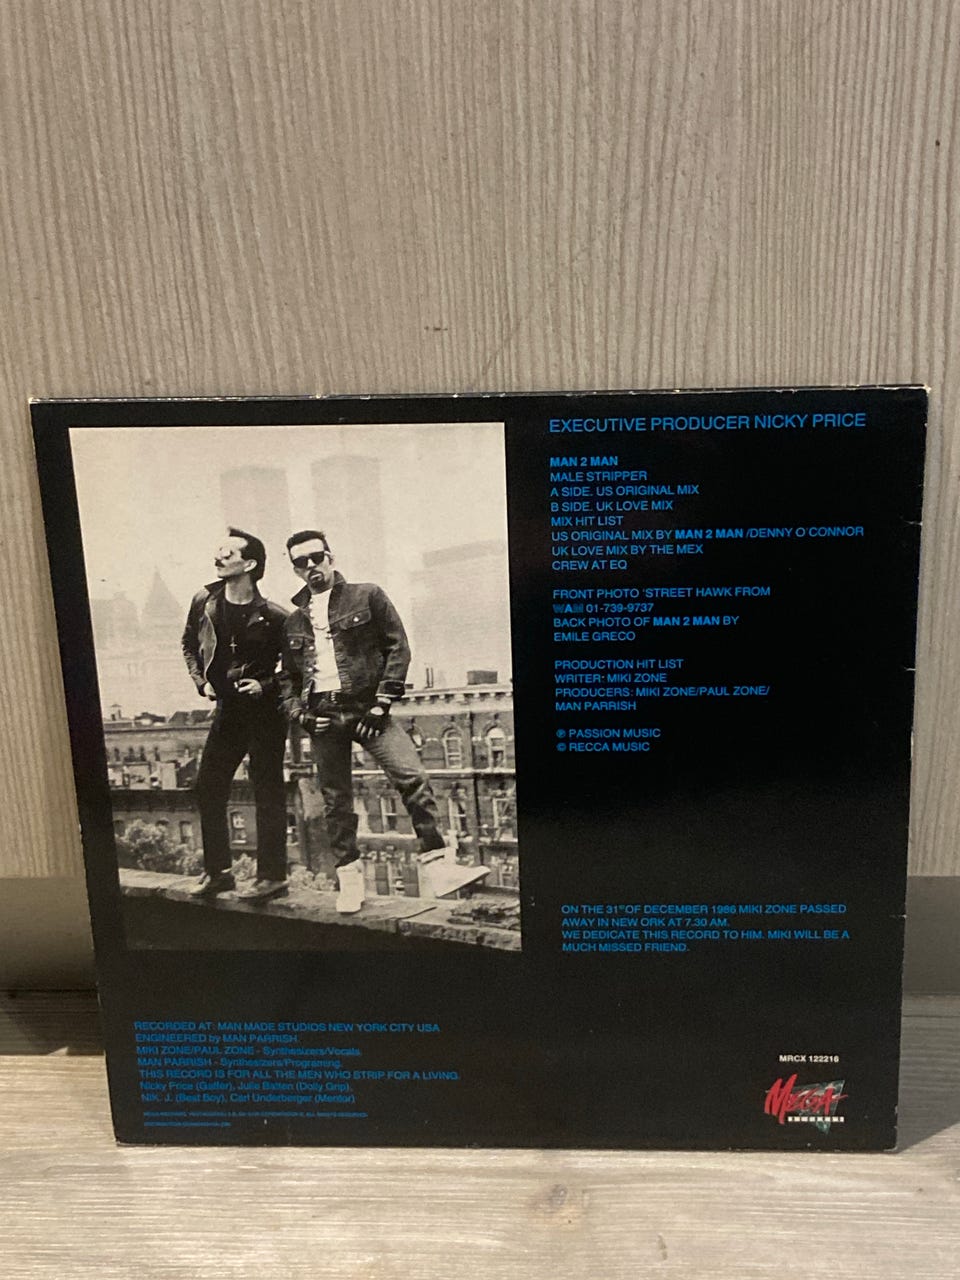 EXECUTIVE PRODUCER NICKY PRICE
MAN 2 MAN
MALE STRIPPER
A SIDE. US ORIGINAL MIX
B SIDE. UK LOVE MIX
MIX HIT LIST
US ORIGINAL MIX BY MAN 2 MAN /DENNY O'CONNOR
UK LOVE MIX BY THE MEX
CREW AT EQ
FRONT PHOTO 'STREET HAWK FROM
WAM 01-739-9737
BACK PHOTO OF MAN 2 MAN BY
EMILE GRECO
PRODUCTION HIT LIST
WRITER· MIKI ZONE
PRODUCERS: MIKI ZONE/PAUL ZONE/
MAN PARRISH
℗ PASSION MUSIC
© RECCA MUSIC
ON THE 31ST OF DECEMBER 1986 MIKI ZONE PASSED
AWAY IN NEW ORK AT 7.30 AM.
WE DEDICATE THIS RECORD TO HIM. MIKI WILL BE A
MUCH MISSED FRIEND.
RECORDED AT: MAN MADE STUDIOS NEW YORK CITY USA
ENGINEERED by MAN PARRISH.
MIKI ZONE/PAUL ZONE - Synthesizers/Vocals.
MAN PARRISH - Synthesizers/Programing.
THIS RECORD IS FOR ALL THE MEN WHO STRIP FOR A LIVING.
Nicky Price (Gaffer), Julie Batten (Dolly Grip),
NIK. J. (Best Boy), Carl Underberger (Mentor)
MRCX 122216
MEGA
RECORDS